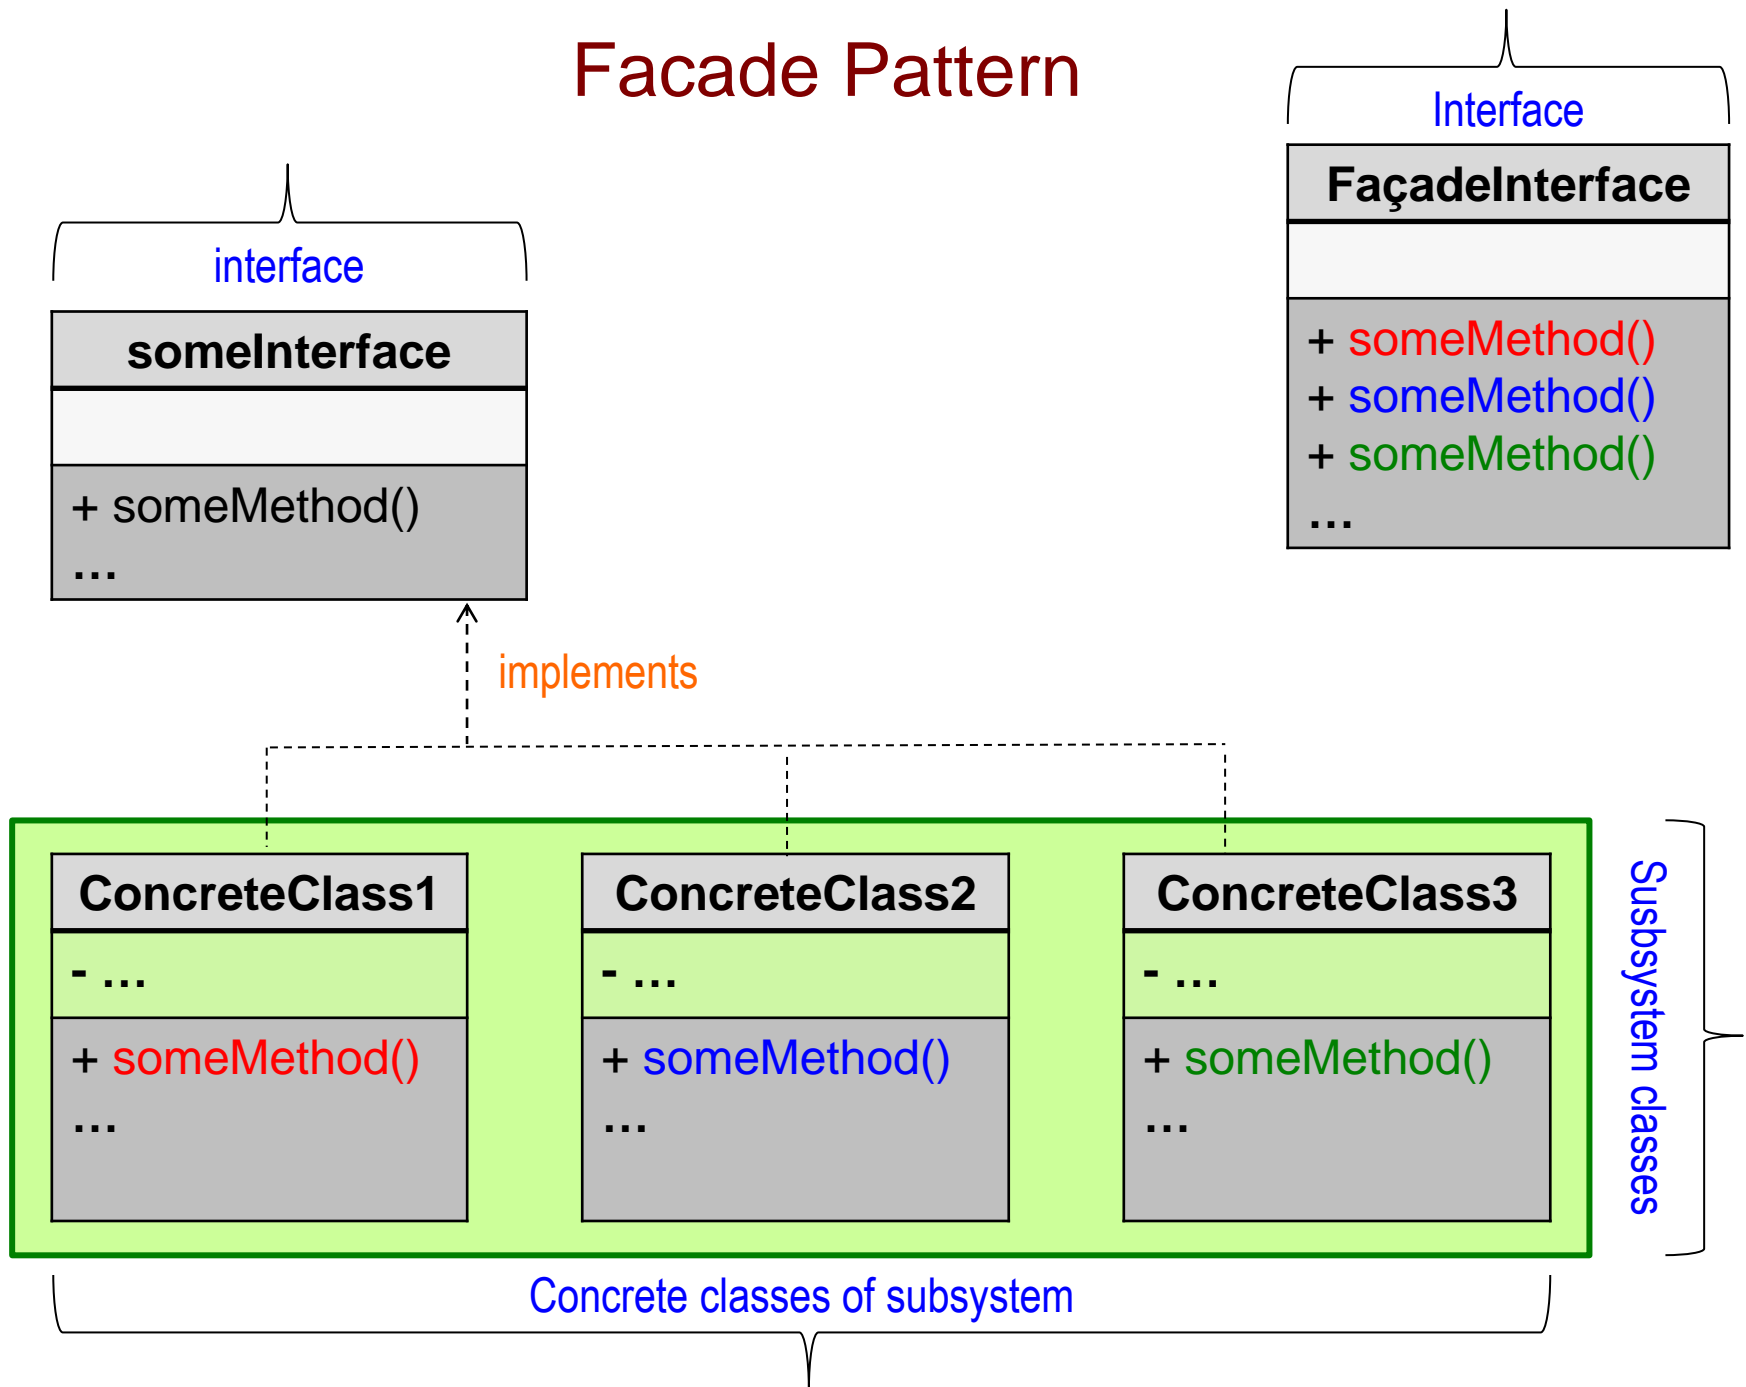 Facade Pattern
Interface
FaçadeInterface
+ someMethod()
+ someMethod()
+ someMethod()
…
interface
someInterface
+ someMethod()
…
implements
ConcreteClass1
- …
+ someMethod()
…
ConcreteClass2
- …
+ someMethod()
…
ConcreteClass3
- …
+ someMethod()
…
Susbsystem classes
Concrete classes of subsystem